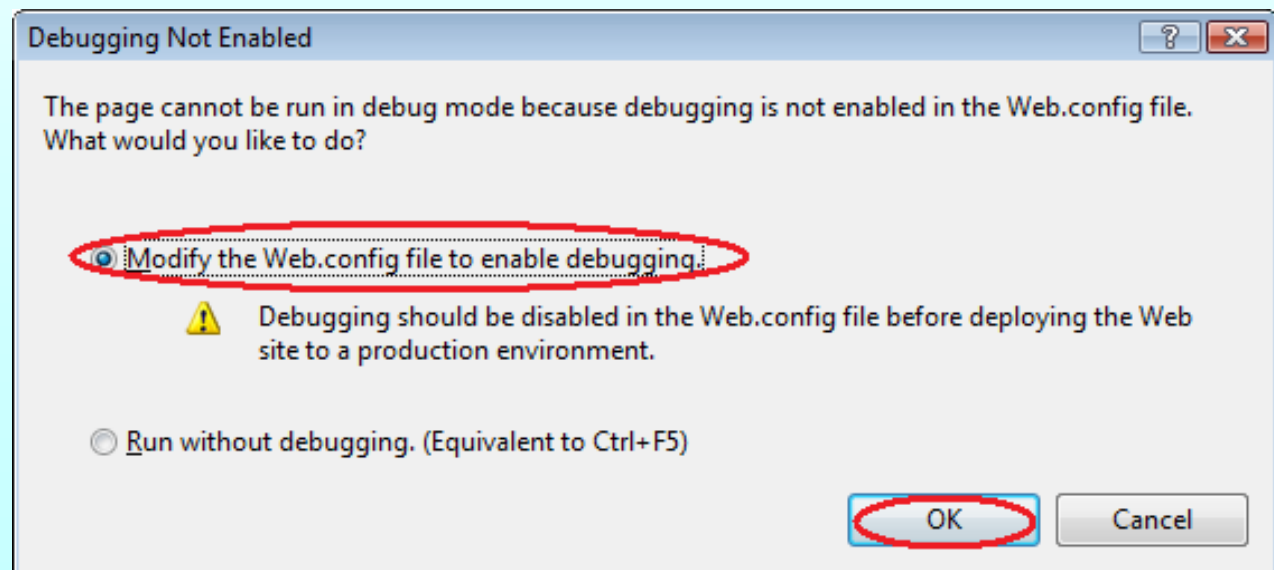 Debugging Not Enabled
The page cannot be run in debug mode because debugging is not enabled in the Web.config file.
What would you like to do?
Modify the Web.config file to enable debugging.
Debugging should be disabled in the Web.config file before deploying the Web
site to a production environment.
Run without debugging. (Equivalent to Ctrl+F5)
OK
Cancel